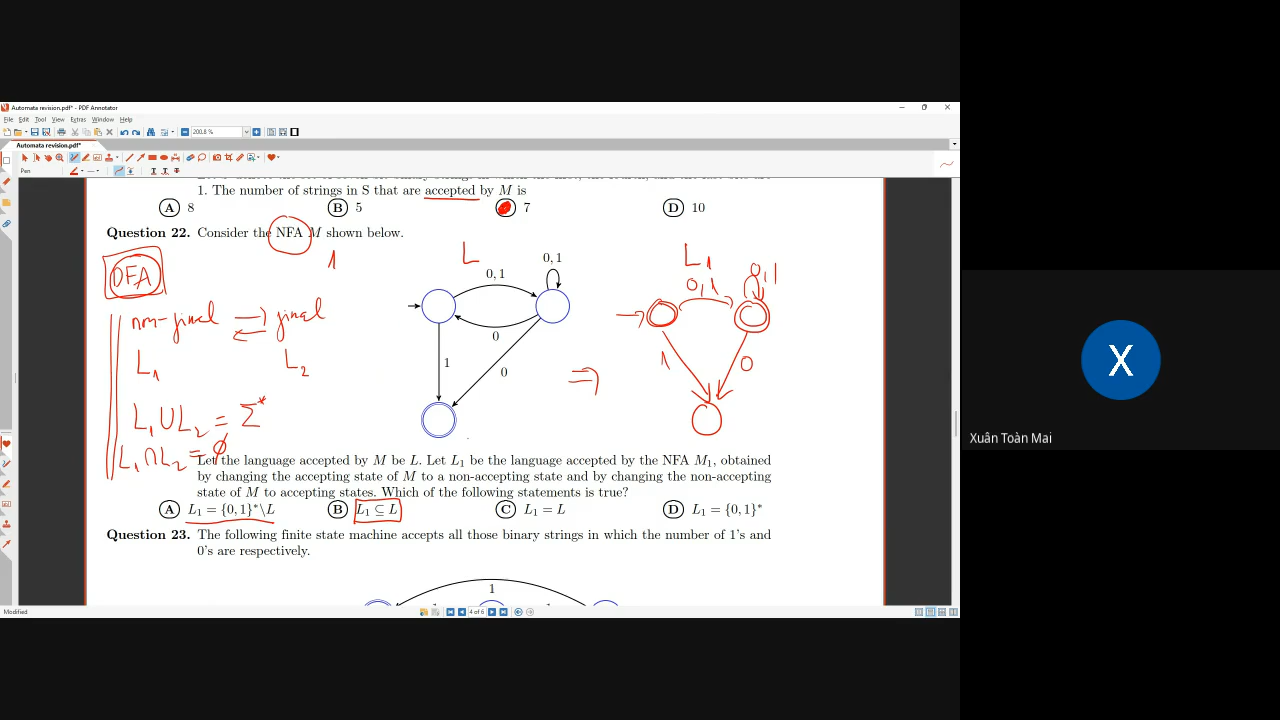 Automata revision.pdf* - PDF Annotator
File Edit Tool View Extras Window Help
200.8 %
Automata revision.pdf*
Pen
1. The number of strings in S that are accepted by M is
A 8 B 5 7 D 10
Question 22. Consider the NFA M shown below.
1
L
L1
DFA
0, 1
0, 1
0,1
0,1
non-final → final
0
L1
L2
1
0
1
0
⇒
L1 ∪ L2 = Σ*
L1 ∩ L2 = ∅
Let the language accepted by M be L. Let L1 be the language accepted by the NFA M1, obtained
by changing the accepting state of M to a non-accepting state and by changing the non-accepting
state of M to accepting states. Which of the following statements is true?
A L1 = {0, 1}*\L B L1 ⊆ L C L1 = L D L1 = {0, 1}*
Question 23. The following finite state machine accepts all those binary strings in which the number of 1's and
0's are respectively.
1
Modified
4 of 6
X
Xuân Toàn Mai